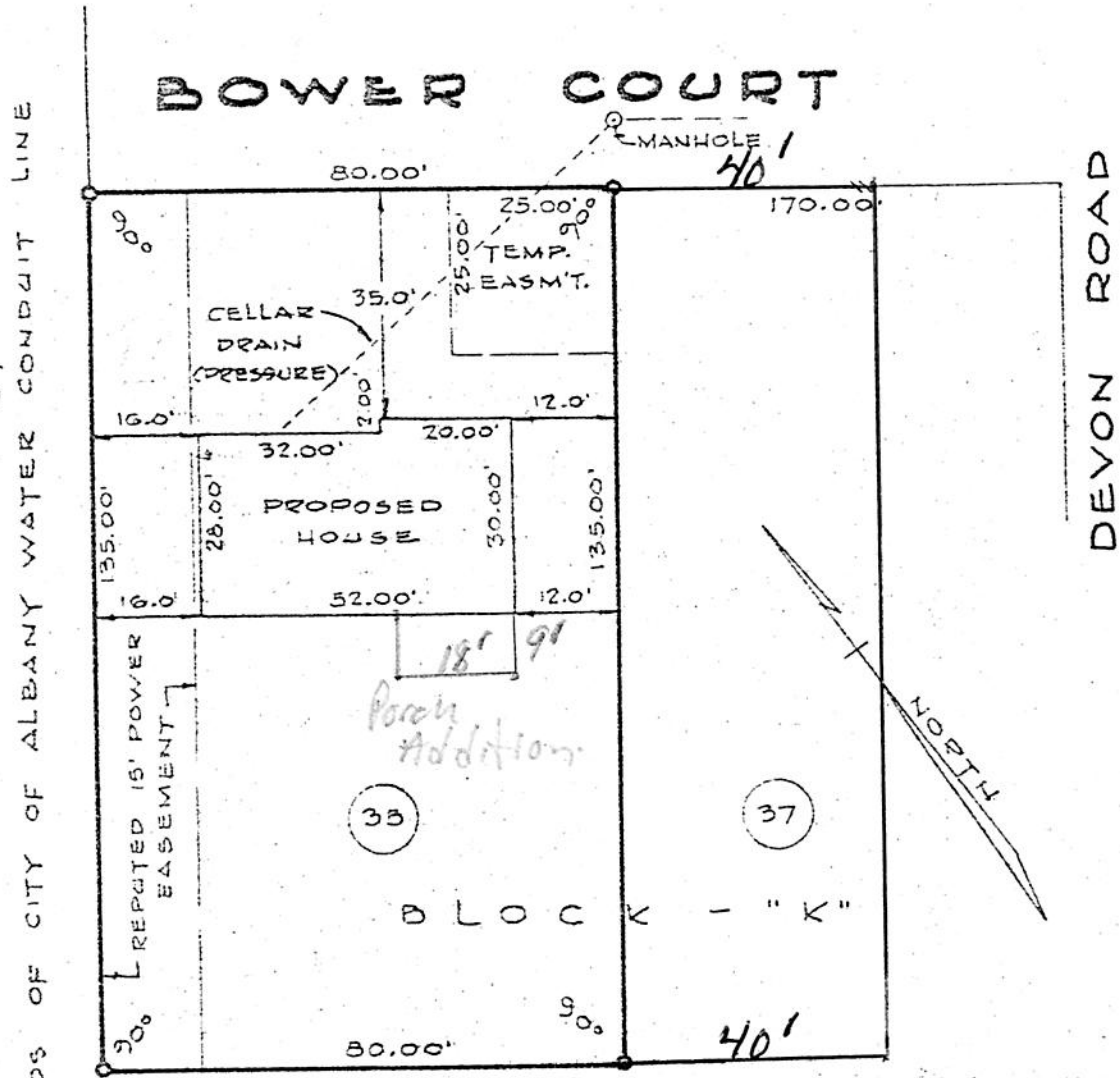 BOWER COURT
MANHOLE
80.00'
40'
25.00'
170.00'
90°
90°
25.00'
TEMP.
EASM'T.
35.0'
CELLAR
DRAIN
(PRESSURE)
2.00
16.0'
12.0'
32.00'
20.00'
PROPOSED
HOUSE
28.00'
30.00'
135.00'
135.00'
16.0'
52.00'
12.0'
18'
9'
Porch
Addition
REPUTED 15' POWER
EASEMENT
33
37
NORTH
BLOCK - "K"
90°
90°
80.00'
40'
OF CITY OF ALBANY WATER CONDUIT LINE
DEVON ROAD